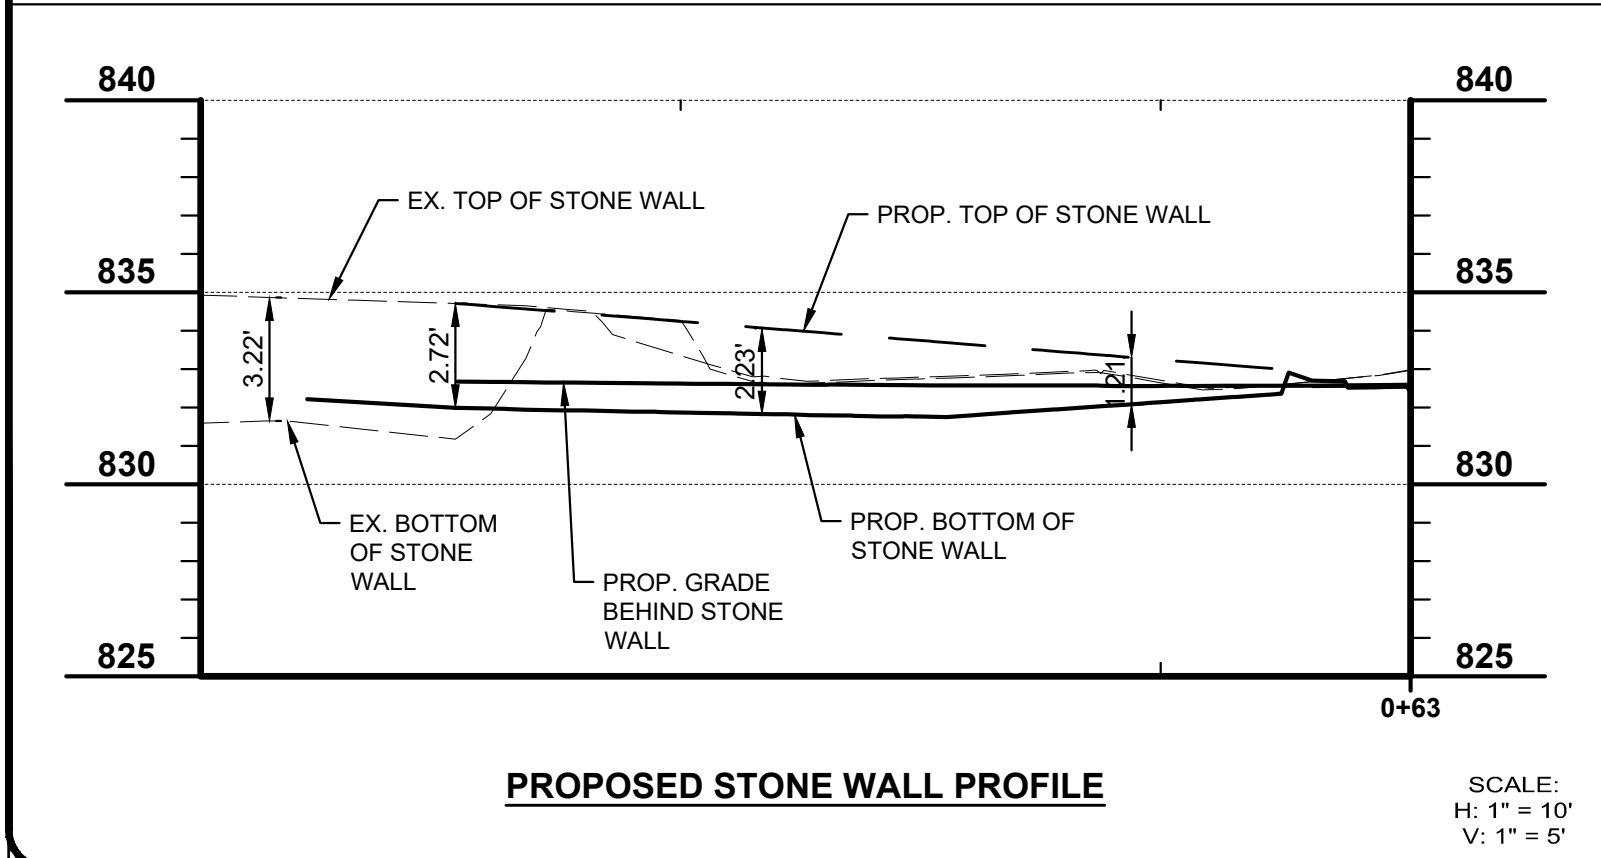 840
840
EX. TOP OF STONE WALL
PROP. TOP OF STONE WALL
835
835
3.22'
2.72'
2.23'
1.21
830
830
EX. BOTTOM
OF STONE
WALL
PROP. BOTTOM OF
STONE WALL
PROP. GRADE
BEHIND STONE
WALL
825
825
0+63
PROPOSED STONE WALL PROFILE
SCALE:
H: 1" = 10'
V: 1" = 5'